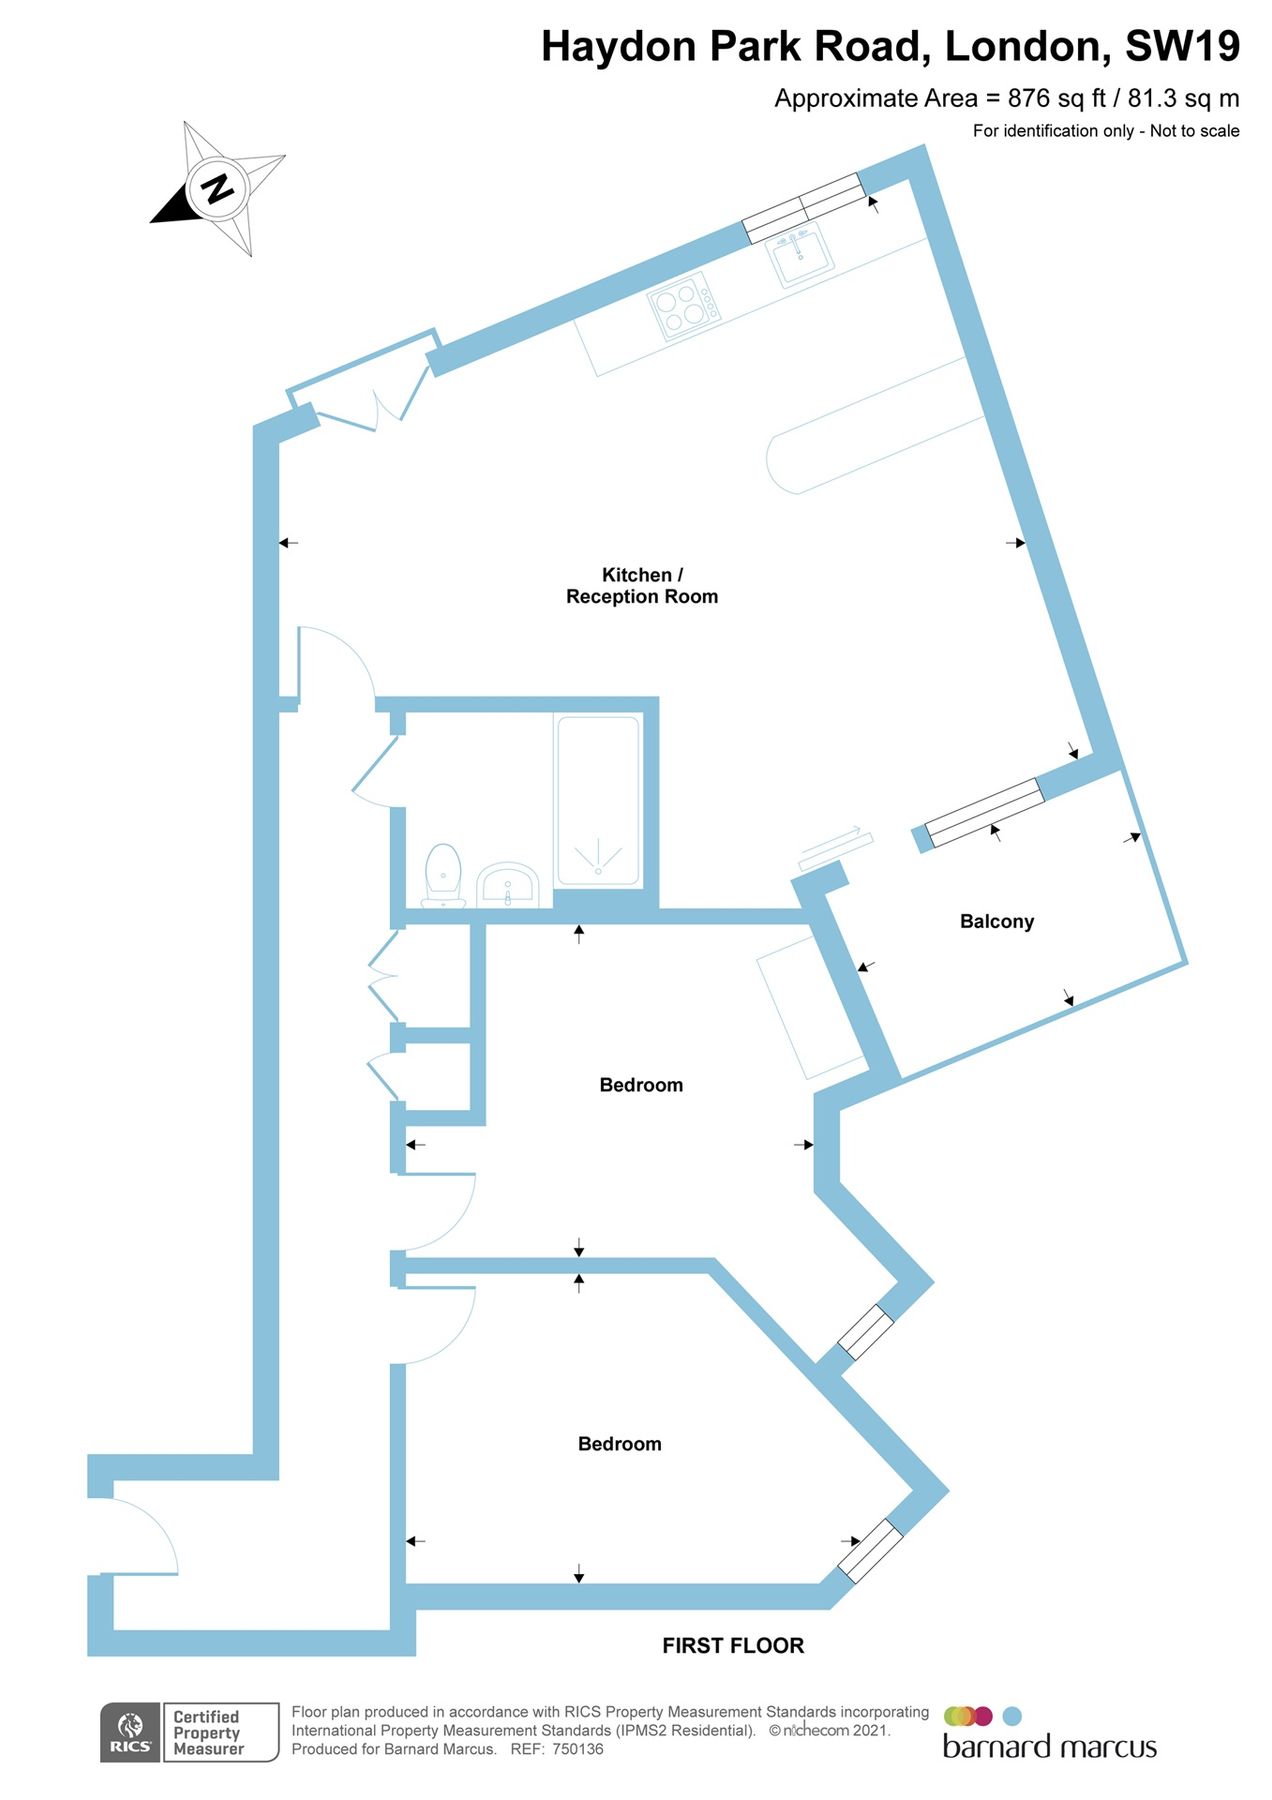 Haydon Park Road, London, SW19
Approximate Area = 876 sq ft / 81.3 sq m
For identification only - Not to scale
N
Kitchen /
Reception Room
Balcony
Bedroom
Bedroom
FIRST FLOOR
RICS
Certified
Property
Measurer
Floor plan produced in accordance with RICS Property Measurement Standards incorporating
International Property Measurement Standards (IPMS2 Residential). © nichecom 2021.
Produced for Barnard Marcus. REF: 750136
barnard marcus